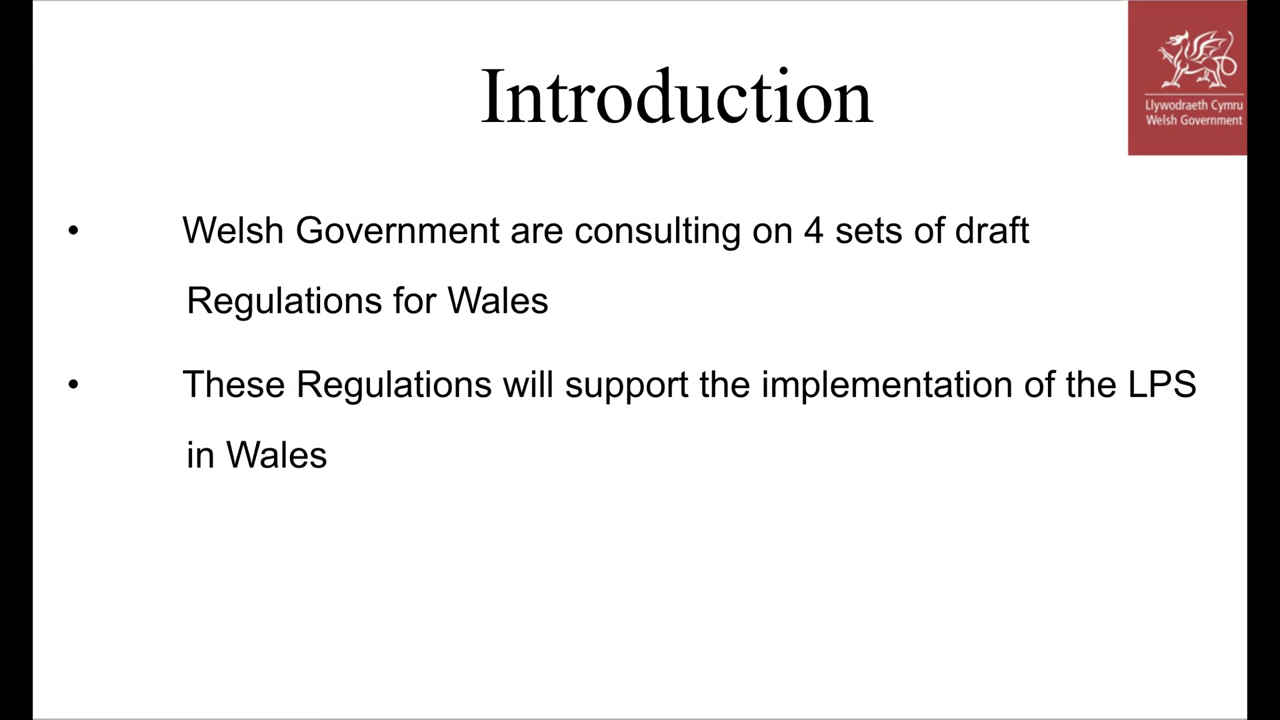 Introduction
Llywodraeth Cymru
Welsh Government
• Welsh Government are consulting on 4 sets of draft
Regulations for Wales
• These Regulations will support the implementation of the LPS
in Wales